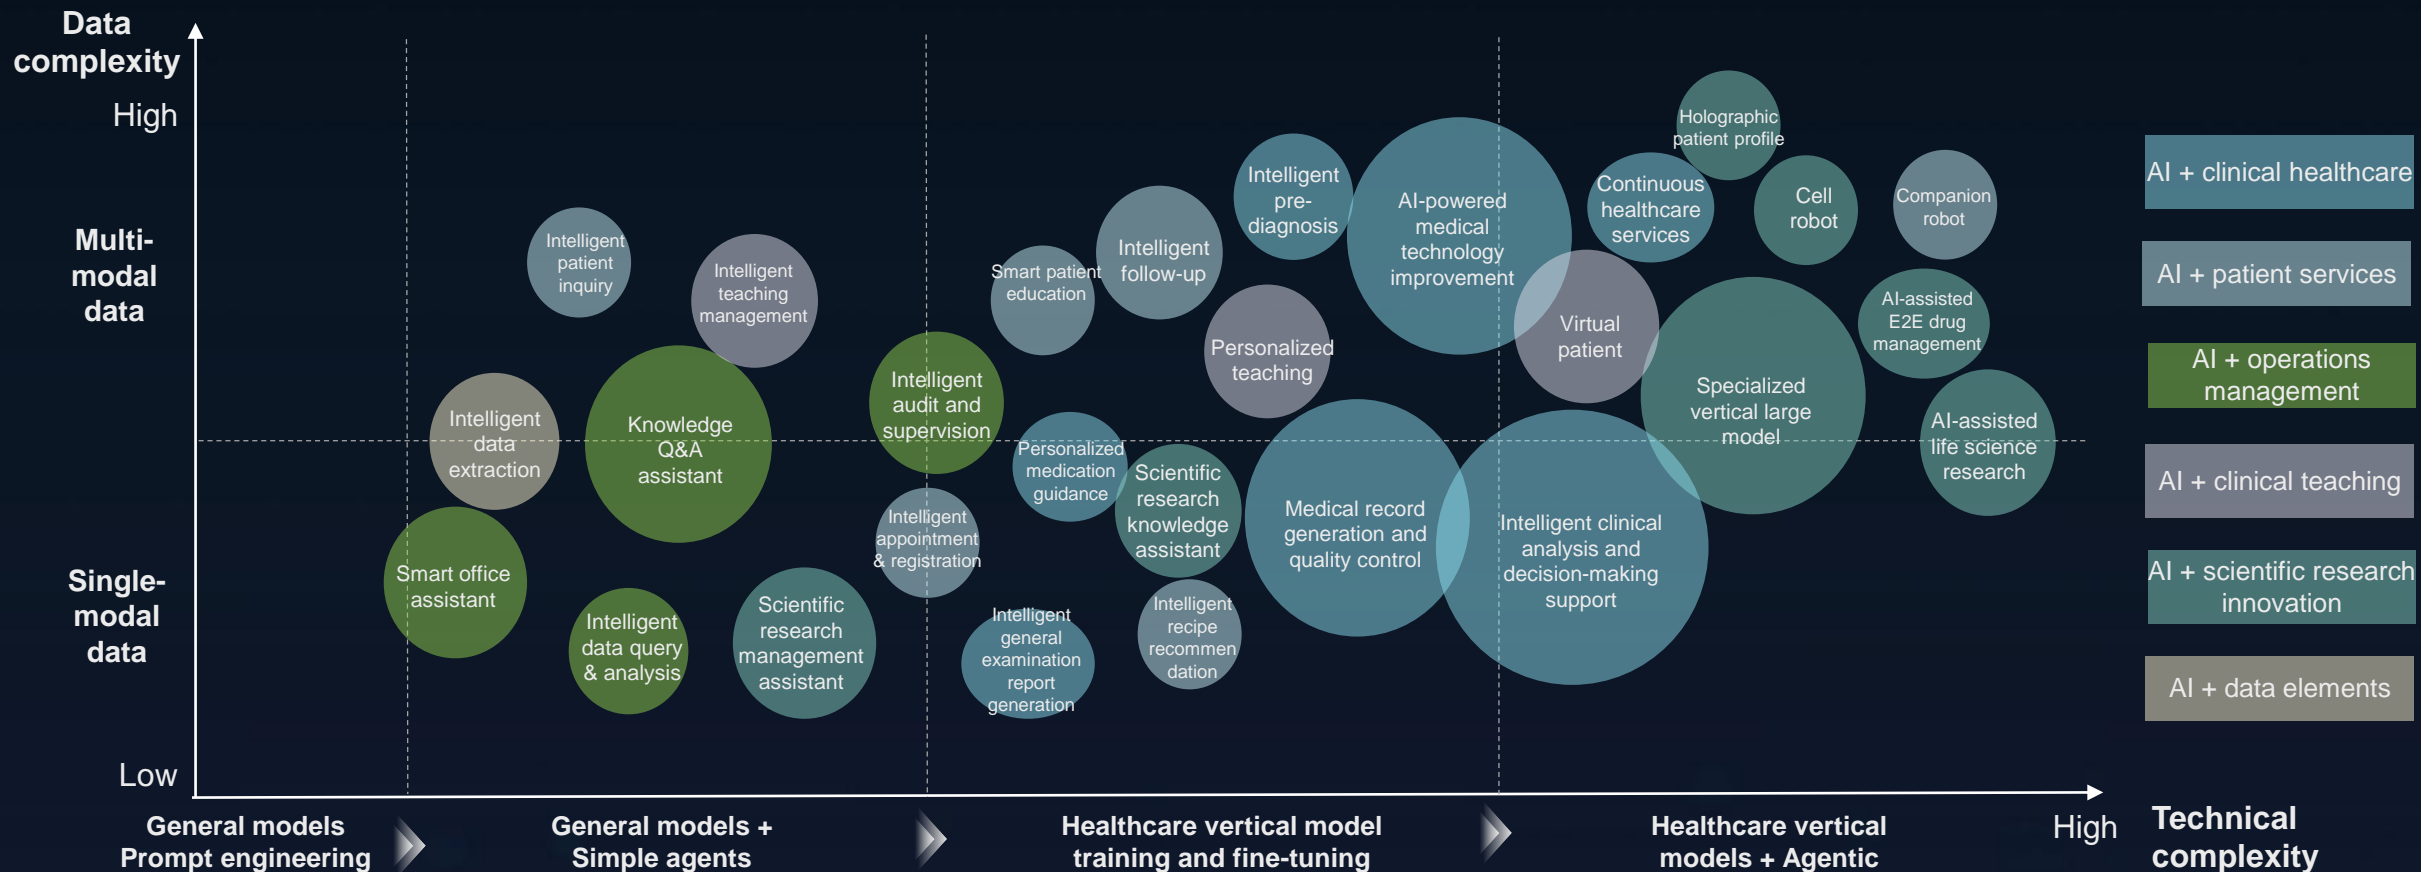 Data
complexity
High
Multi-
modal
data
Single-
modal
data
Low
Intelligent
patient
inquiry
Intelligent
teaching
management
Intelligent
data
extraction
Knowledge
Q&A
assistant
Smart office
assistant
Intelligent
data query
& analysis
Scientific
research
management
assistant
Intelligent
audit and
supervision
Intelligent
appointment
& registration
Smart patient
education
Intelligent
follow-up
Intelligent
pre-
diagnosis
Personalized
teaching
AI-powered
medical
technology
improvement
Personalized
medication
guidance
Scientific
research
knowledge
assistant
Intelligent
general
examination
report
generation
Intelligent
recipe
recommen
dation
Medical record
generation and
quality control
Intelligent clinical
analysis and
decision-making
support
Holographic
patient profile
Continuous
healthcare
services
Cell
robot
Companion
robot
Virtual
patient
Specialized
vertical large
model
AI-assisted
E2E drug
management
AI-assisted
life science
research
AI + clinical healthcare
AI + patient services
AI + operations
management
AI + clinical teaching
AI + scientific research
innovation
AI + data elements
General models
Prompt engineering
General models +
Simple agents
Healthcare vertical model
training and fine-tuning
Healthcare vertical
models + Agentic
High
Technical
complexity